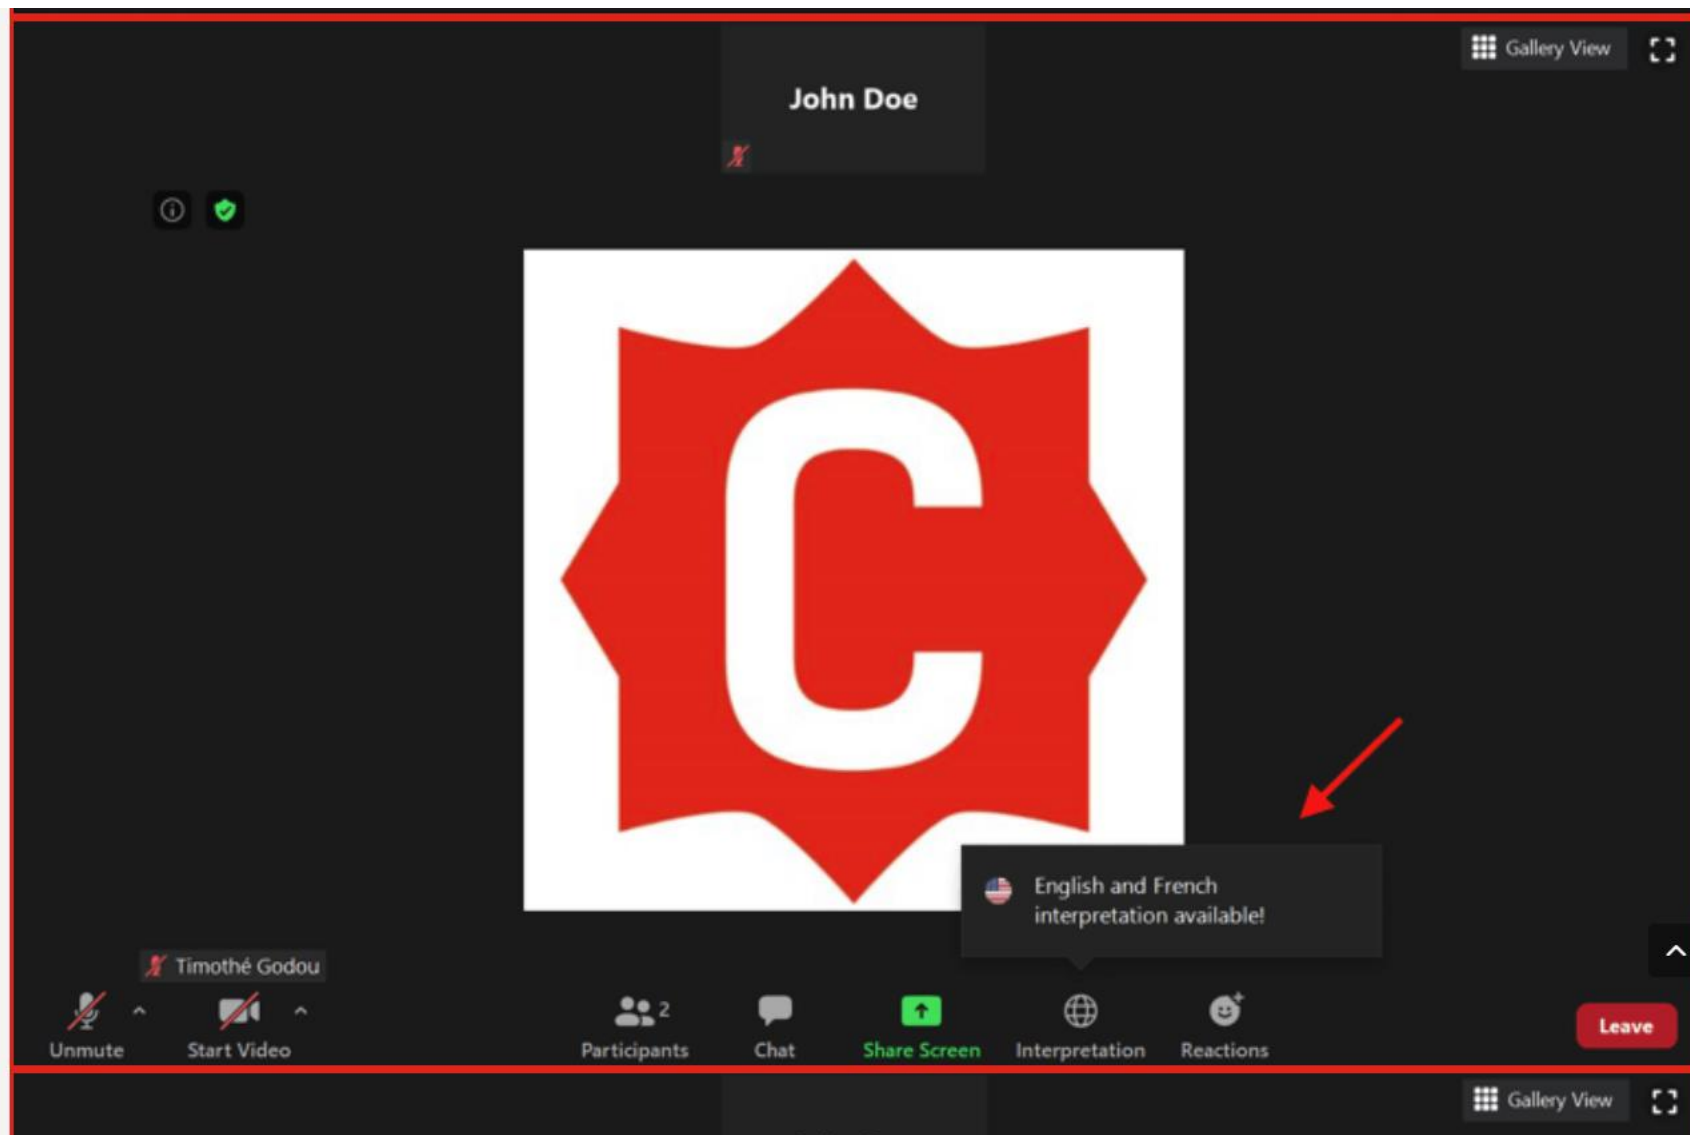 Gallery View
John Doe
C
English and French
interpretation available!
Timothé Godou
Unmute
Start Video
2
Participants
Chat
Share Screen
Interpretation
Reactions
Leave
Gallery View